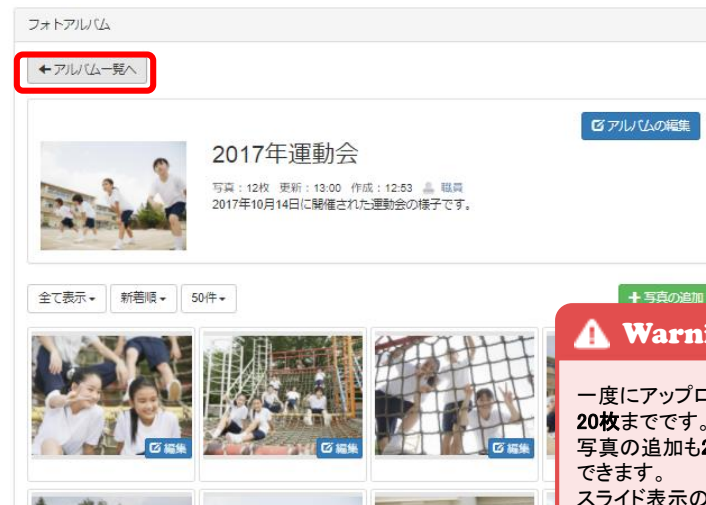 フォトアルバム
アルバム一覧へ
アルバムの編集
2017年運動会
写真：12枚 更新：13:00 作成：12:53 職員
2017年10月14日に開催された運動会の様子です。
全て表示 新着順 50件
写真の追加
Warni
一度にアップロ
20枚までです。
写真の追加も2
できます。
スライド表示の
編集 編集 編集